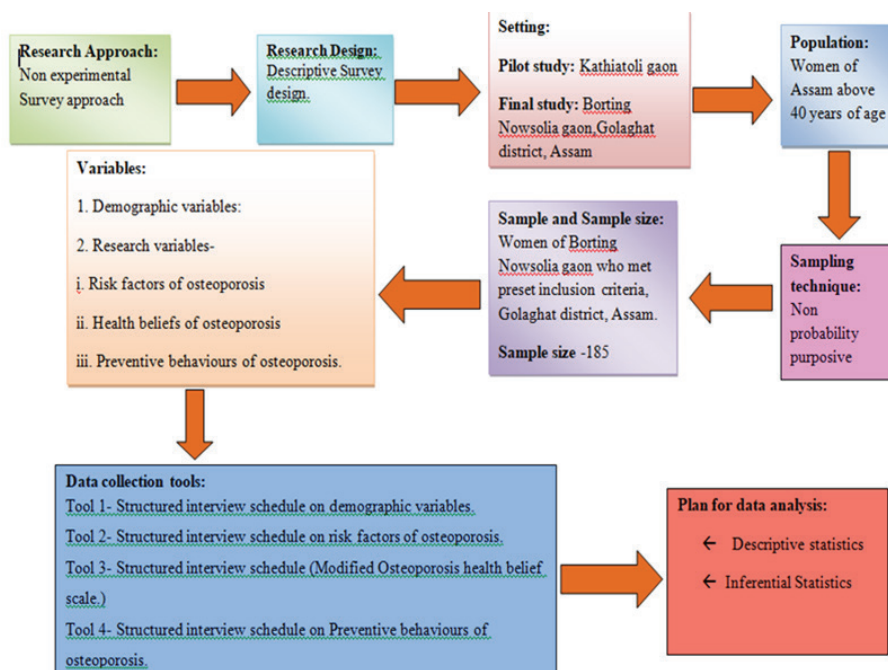 Research Approach:
Non experimental
Survey approach
Research Design:
Descriptive Survey
design.
Setting:
Pilot study: Kathiatoli gaon
Final study: Borting
Nowsolia gaon,Golaghat
district, Assam
Population:
Women of
Assam above
40 years of age
Sampling
technique:
Non
probability
purposive
Sample and Sample size:
Women of Borting
Nowsolia gaon who met
preset inclusion criteria,
Golaghat district, Assam.
Sample size -185
Variables:
1. Demographic variables:
2. Research variables-
i. Risk factors of osteoporosis
ii. Health beliefs of osteoporosis
iii. Preventive behaviours of osteoporosis.
Data collection tools:
Tool 1- Structured interview schedule on demographic variables.
Tool 2- Structured interview schedule on risk factors of osteoporosis.
Tool 3- Structured interview schedule (Modified Osteoporosis health belief
scale.)
Tool 4- Structured interview schedule on Preventive behaviours of
osteoporosis.
Plan for data analysis:
← Descriptive statistics
← Inferential Statistics